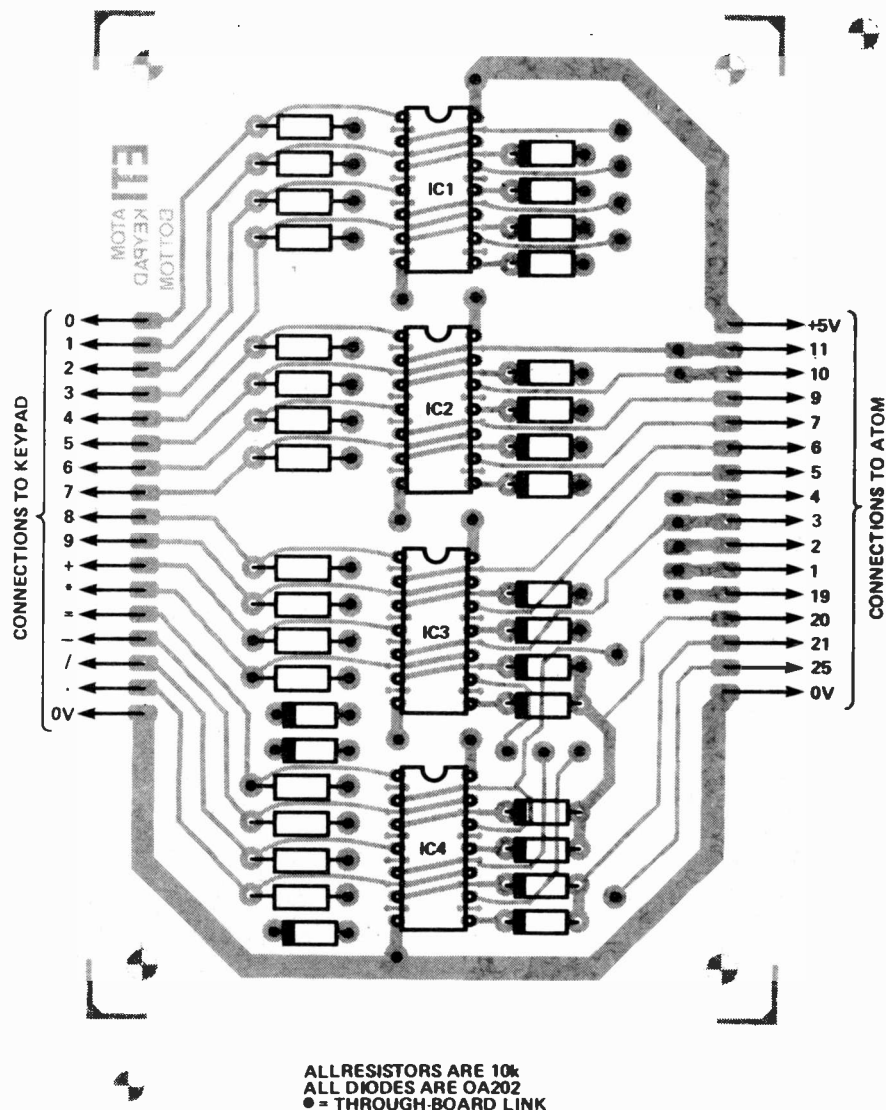 IC1
ETI
ATOM
KEYPAD
BOTTOM
CONNECTIONS TO KEYPAD
0
1
2
3
4
5
6
7
8
9
+
*
=
–
/
.
0V
IC2
IC3
IC4
+5V
11
10
9
7
6
5
4
3
2
1
19
20
21
25
0V
CONNECTIONS TO ATOM
ALL RESISTORS ARE 10k
ALL DIODES ARE OA202
● = THROUGH-BOARD LINK